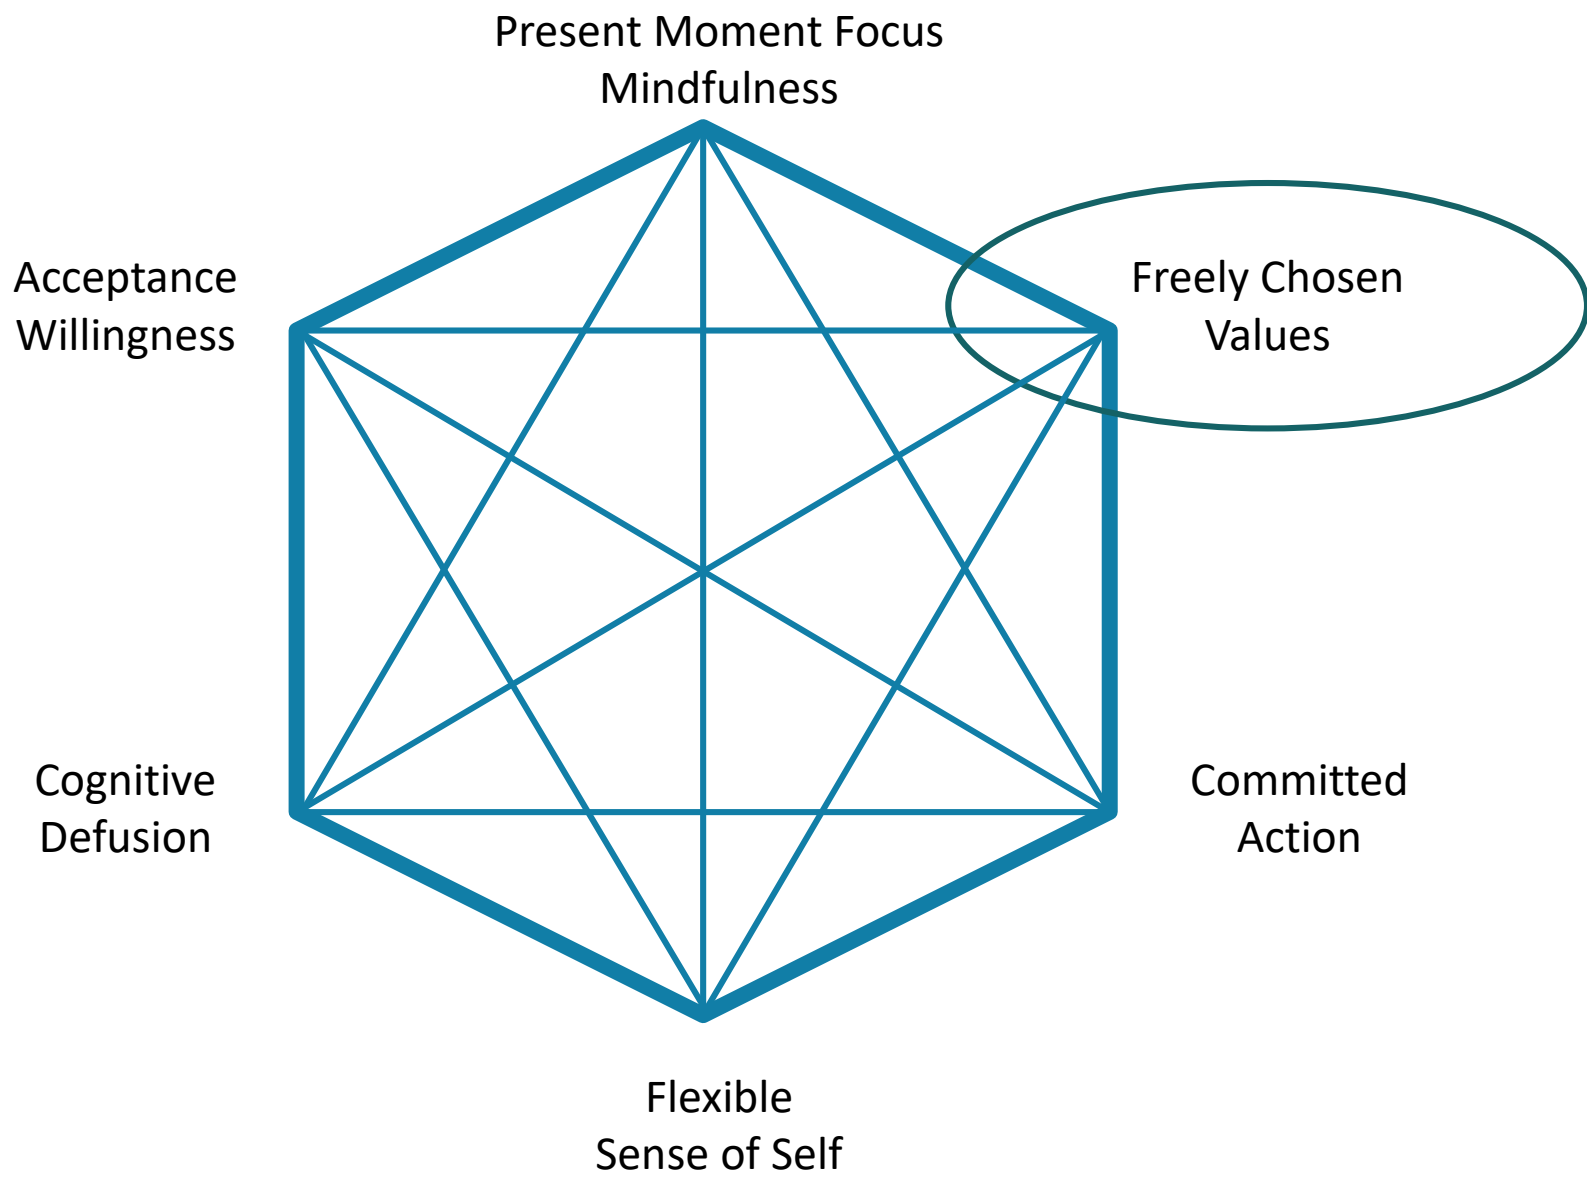 Present Moment Focus
Mindfulness
Acceptance
Willingness
Freely Chosen
Values
Cognitive
Defusion
Committed
Action
Flexible
Sense of Self